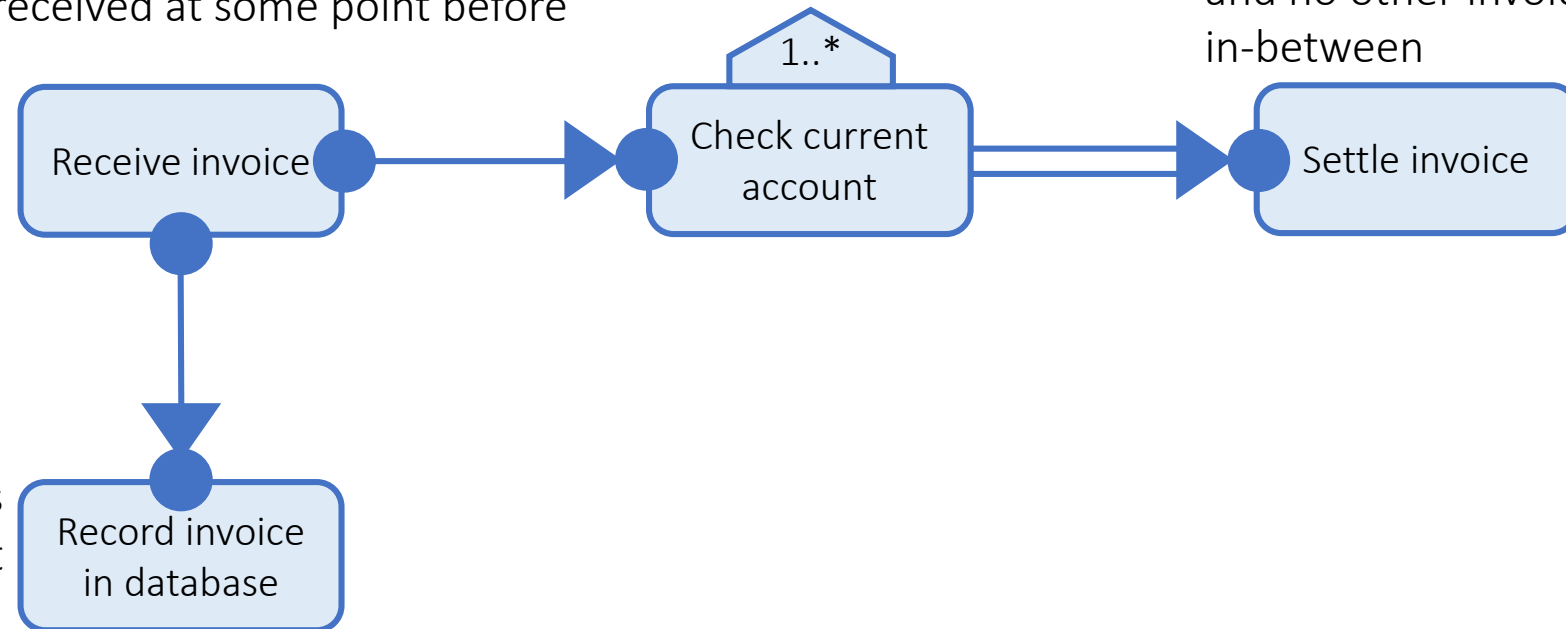 received at some point before
in-between
1..*
Receive invoice
Check current
account
Settle invoice
Record invoice
in database